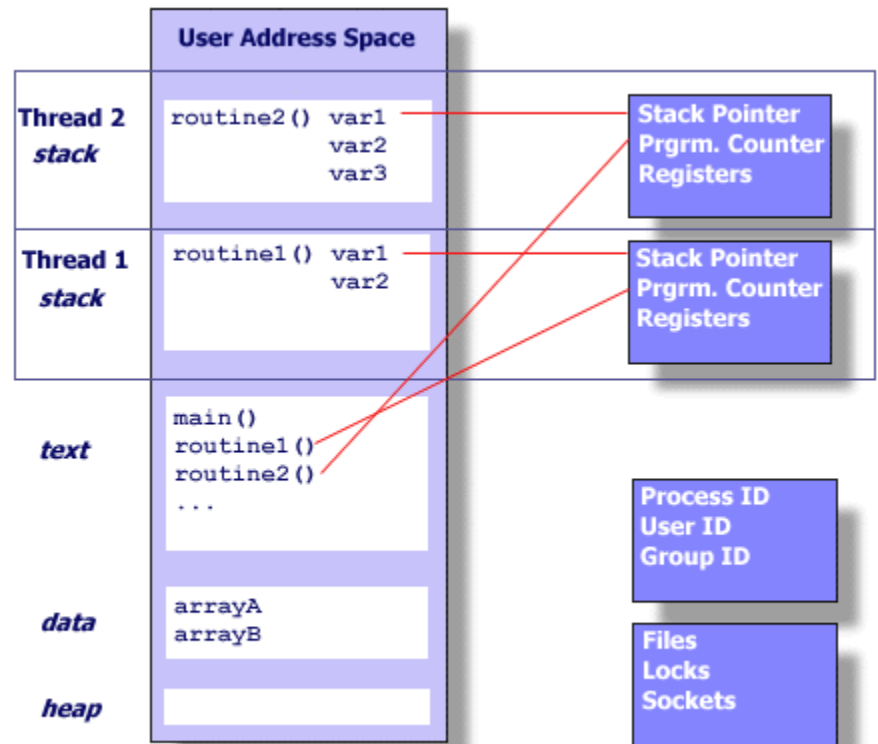 User Address Space
Thread 2
stack
routine2() var1
var2
var3
Stack Pointer
Prgrm. Counter
Registers
Thread 1
stack
routine1() var1
var2
Stack Pointer
Prgrm. Counter
Registers
text
main()
routine1()
routine2()
...
Process ID
User ID
Group ID
data
arrayA
arrayB
Files
Locks
Sockets
heap